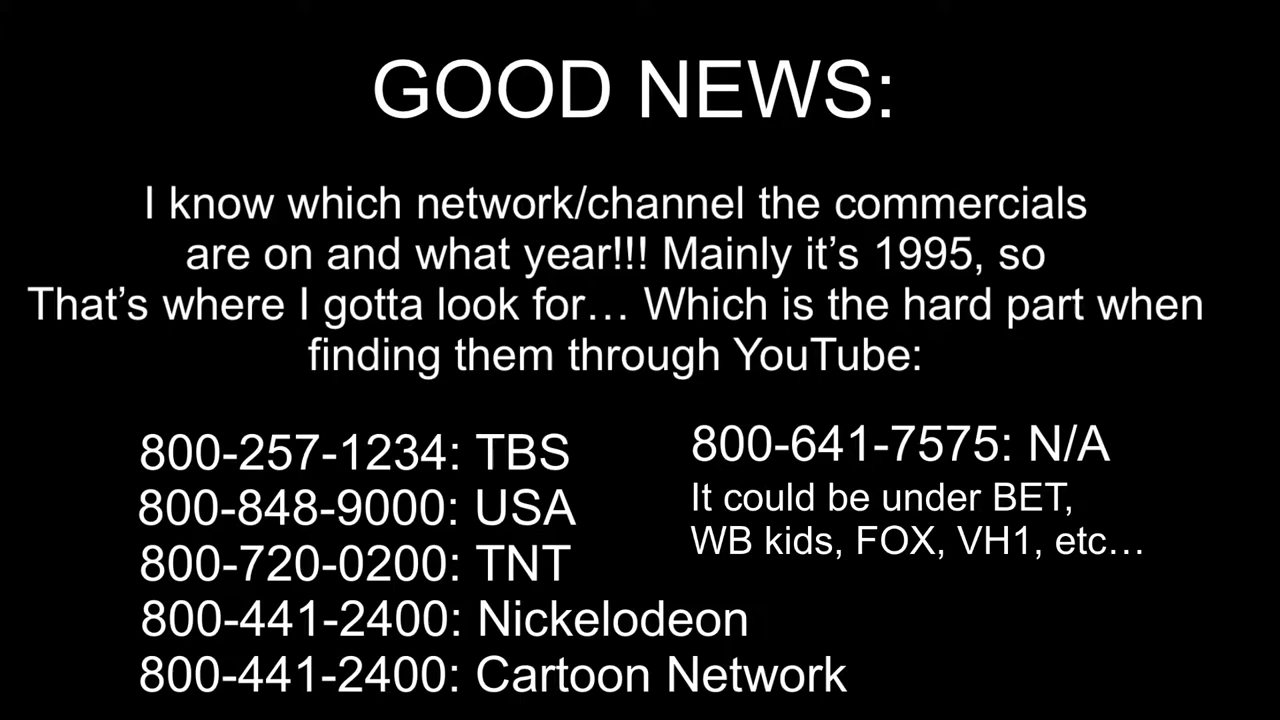 GOOD NEWS:
I know which network/channel the commercials
are on and what year!!! Mainly it’s 1995, so
That’s where I gotta look for… Which is the hard part when
finding them through YouTube:
800-257-1234: TBS
800-848-9000: USA
800-720-0200: TNT
800-441-2400: Nickelodeon
800-441-2400: Cartoon Network
800-641-7575: N/A
It could be under BET,
WB kids, FOX, VH1, etc…